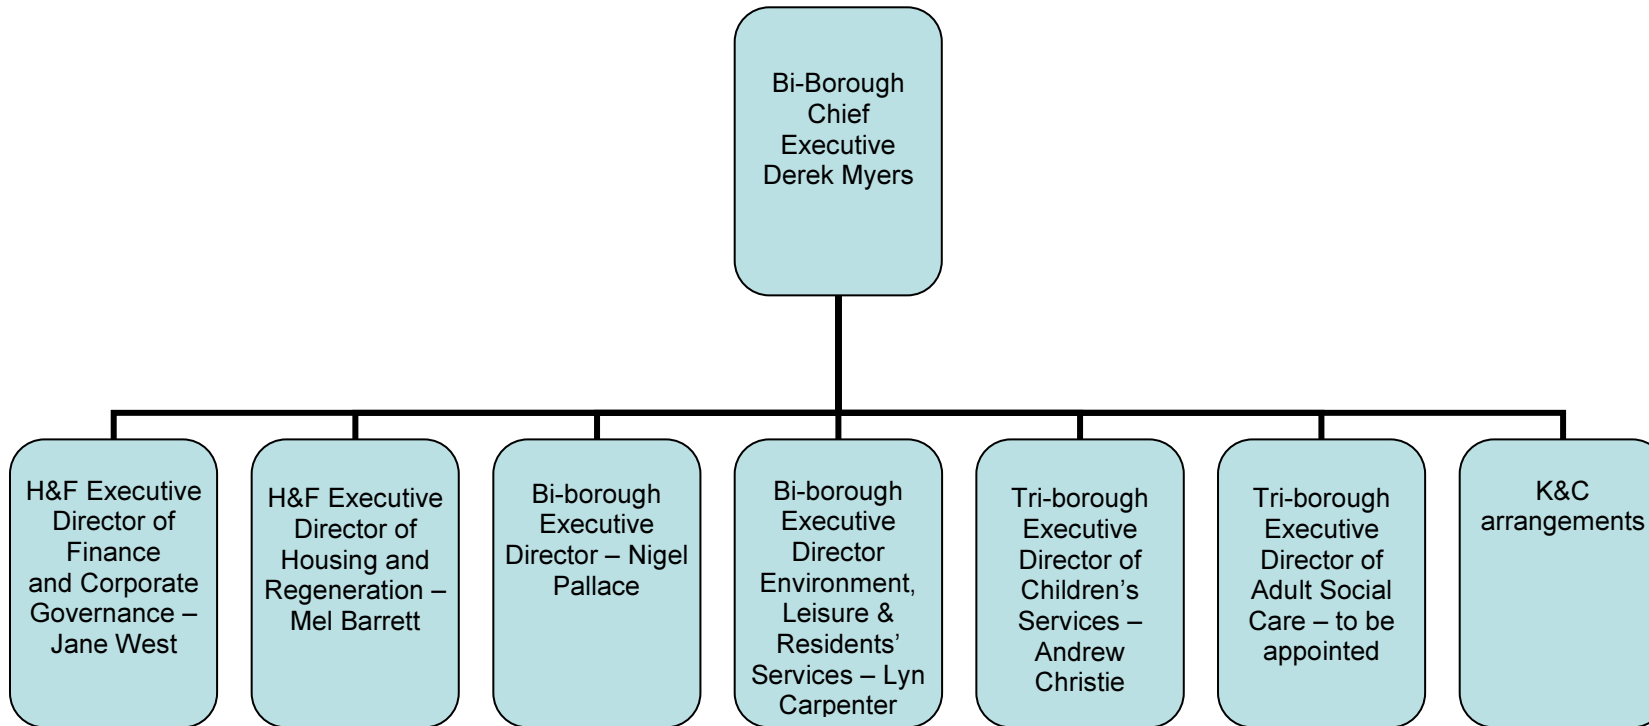 Bi-Borough
Chief
Executive
Derek Myers
H&F Executive
Director of
Finance
and Corporate
Governance –
Jane West
H&F Executive
Director of
Housing and
Regeneration –
Mel Barrett
Bi-borough
Executive
Director – Nigel
Pallace
Bi-borough
Executive
Director
Environment,
Leisure &
Residents’
Services – Lyn
Carpenter
Tri-borough
Executive
Director of
Children’s
Services –
Andrew
Christie
Tri-borough
Executive
Director of
Adult Social
Care – to be
appointed
K&C
arrangements